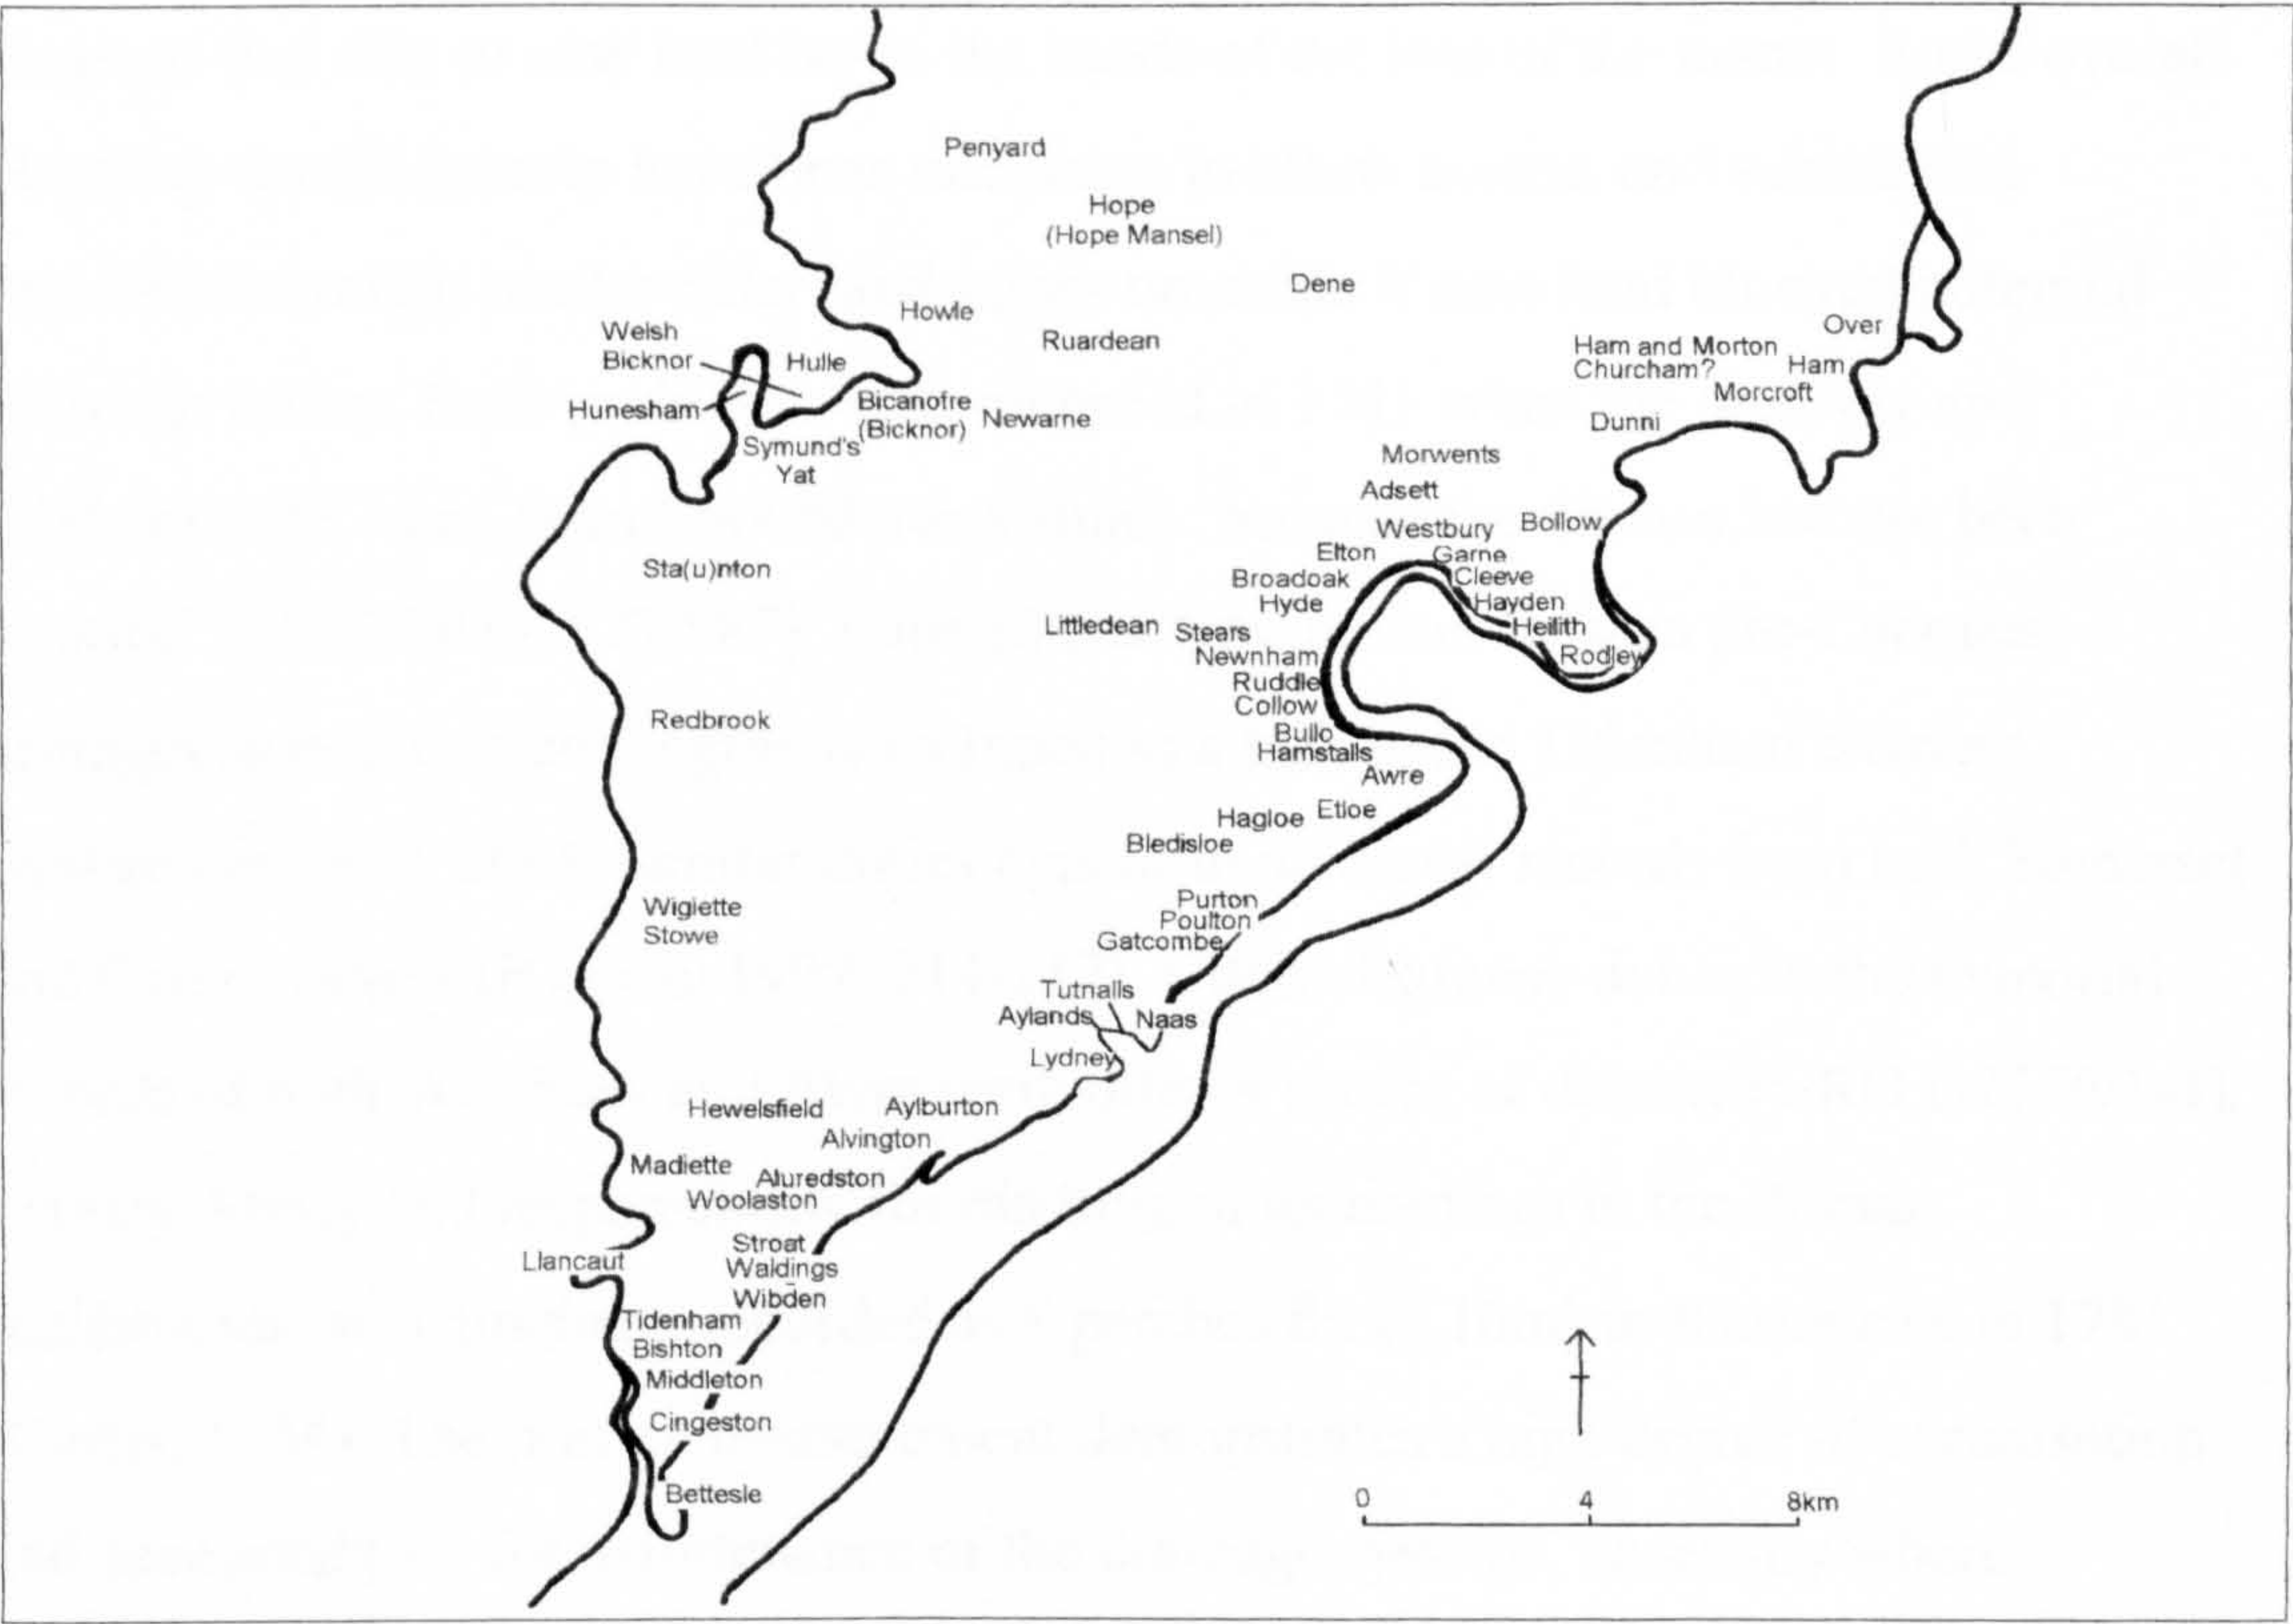 Penyard
Hope
(Hope Mansel)
Dene
Howle
Ruardean
Over
Welsh
Bicknor
Hulle
Ham and Morton
Churcham?
Ham
Morcroft
Hunesham
Bicanofre
(Bicknor)
Newarne
Dunni
Symund's
Yat
Morwents
Adsett
Westbury
Bollow
Elton
Garne
Sta(u)nton
Broadoak
Cleeve
Hyde
Hayden
Littledean
Stears
Heilith
Newnham
Rodley
Ruddle
Collow
Redbrook
Bullo
Hamstalls
Awre
Hagloe
Etloe
Bledisloe
Purton
Wiglette
Stowe
Poulton
Gatcombe
Tutnalls
Aylands
Naas
Lydney
Hewelsfield
Aylburton
Alvington
Madiette
Aluredston
Woolaston
Stroat
Llancaut
Waldings
Wibden
Tidenham
Bishton
Middleton
Cingeston
Bettesle
0 4 8km